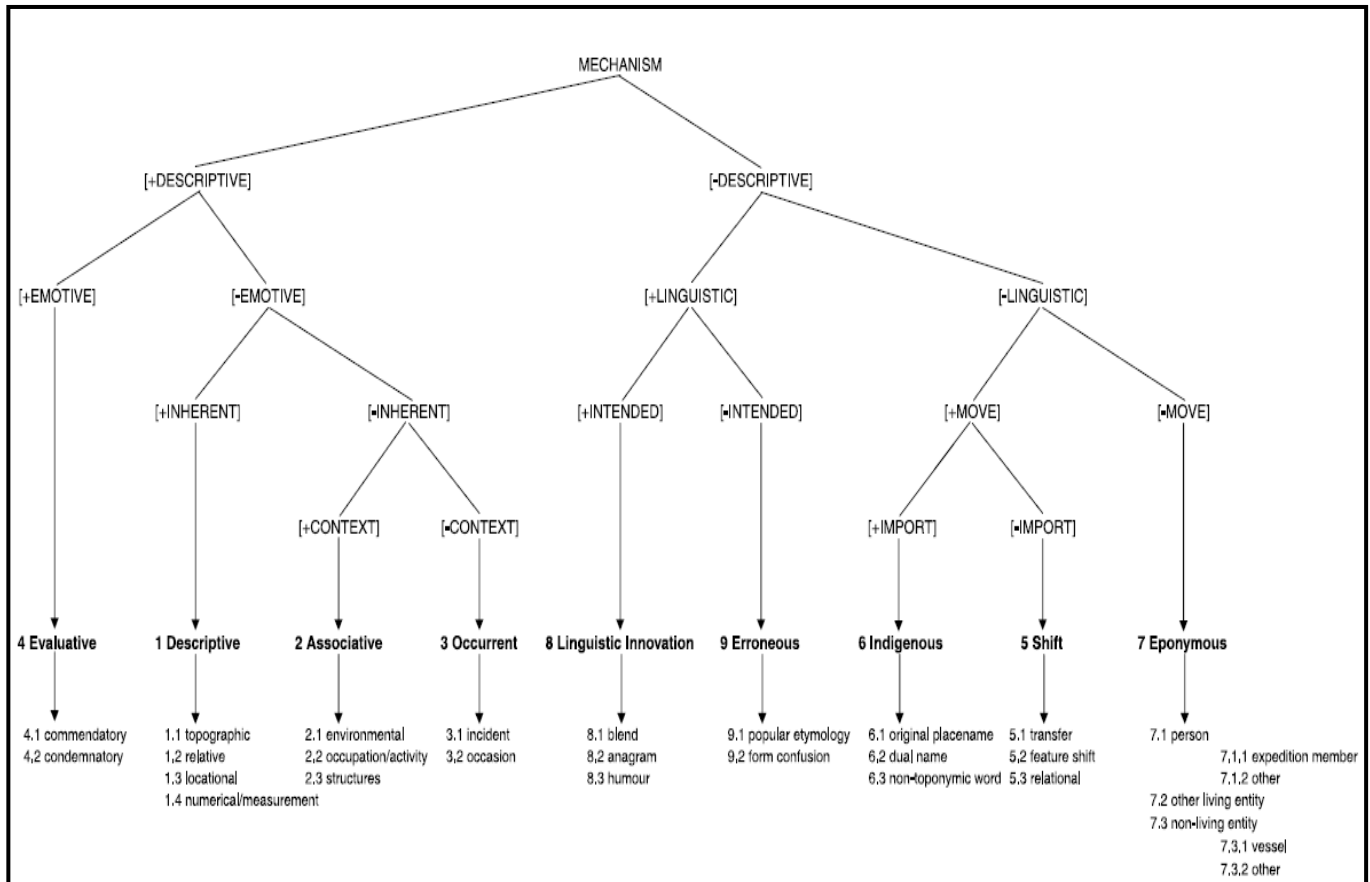 MECHANISM
[+DESCRIPTIVE] [-DESCRIPTIVE]
[+EMOTIVE] [-EMOTIVE] [+LINGUISTIC] [-LINGUISTIC]
[+INHERENT] [-INHERENT] [+INTENDED] [-INTENDED] [+MOVE] [-MOVE]
[+CONTEXT] [-CONTEXT] [+IMPORT] [-IMPORT]
4 Evaluative 1 Descriptive 2 Associative 3 Occurrent 8 Linguistic Innovation 9 Erroneous 6 Indigenous 5 Shift 7 Eponymous
4.1 commendatory 1.1 topographic 2.1 environmental 3.1 incident 8.1 blend 9.1 popular etymology 6.1 original placename 5.1 transfer 7.1 person
4.2 condemnatory 1.2 relative 2.2 occupation/activity 3.2 occasion 8.2 anagram 9.2 form confusion 6.2 dual name 5.2 feature shift 7.1.1 expedition member
1.3 locational 2.3 structures 8.3 humour 6.3 non-toponymic word 5.3 relational 7.1.2 other
1.4 numerical/measurement 7.2 other living entity
7.3 non-living entity
7.3.1 vessel
7.3.2 other